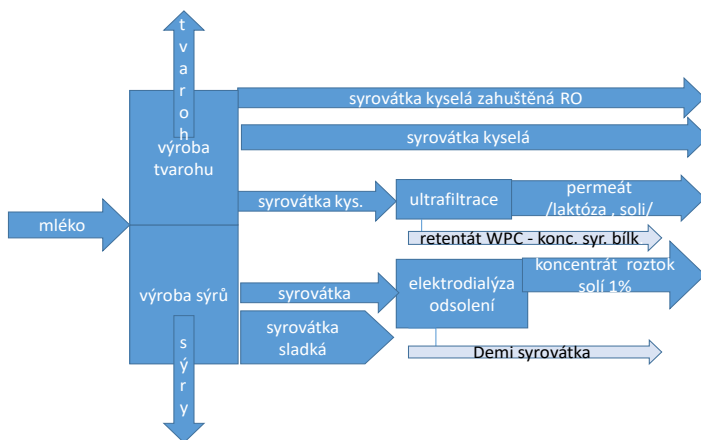 tvaroh
syrovátka kyselá zahuštěná RO
syrovátka kyselá
výroba
tvarohu
syrovátka kys.
ultrafiltrace
permeát
/laktóza , soli/
mléko
retentát WPC - konc. syr. bílk
výroba sýrů
syrovátka
elektrodialýza
odsolení
koncentrát roztok
solí 1%
syrovátka
sladká
Demi syrovátka
sýry